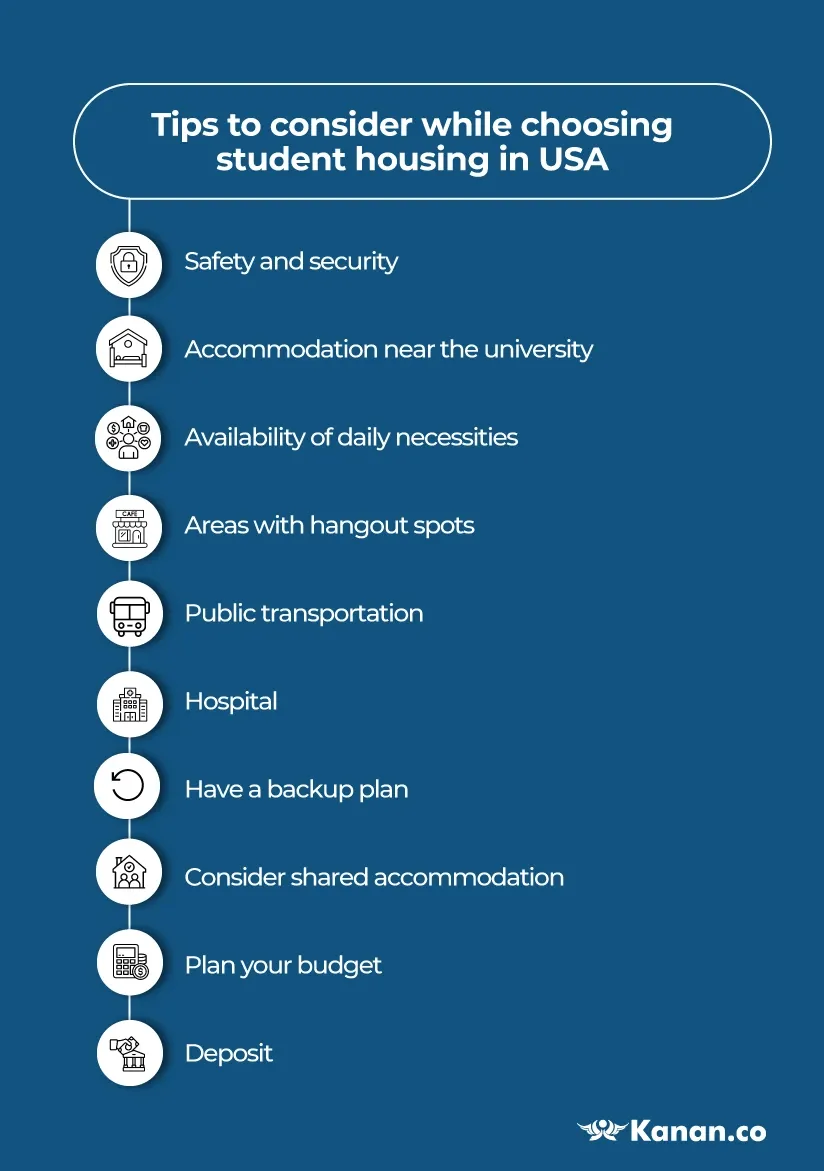 Tips to consider while choosing
student housing in USA
Safety and security
Accommodation near the university
Availability of daily necessities
CAFE
Areas with hangout spots
Public transportation
Hospital
Have a backup plan
Consider shared accommodation
Plan your budget
Deposit
Kanan.co